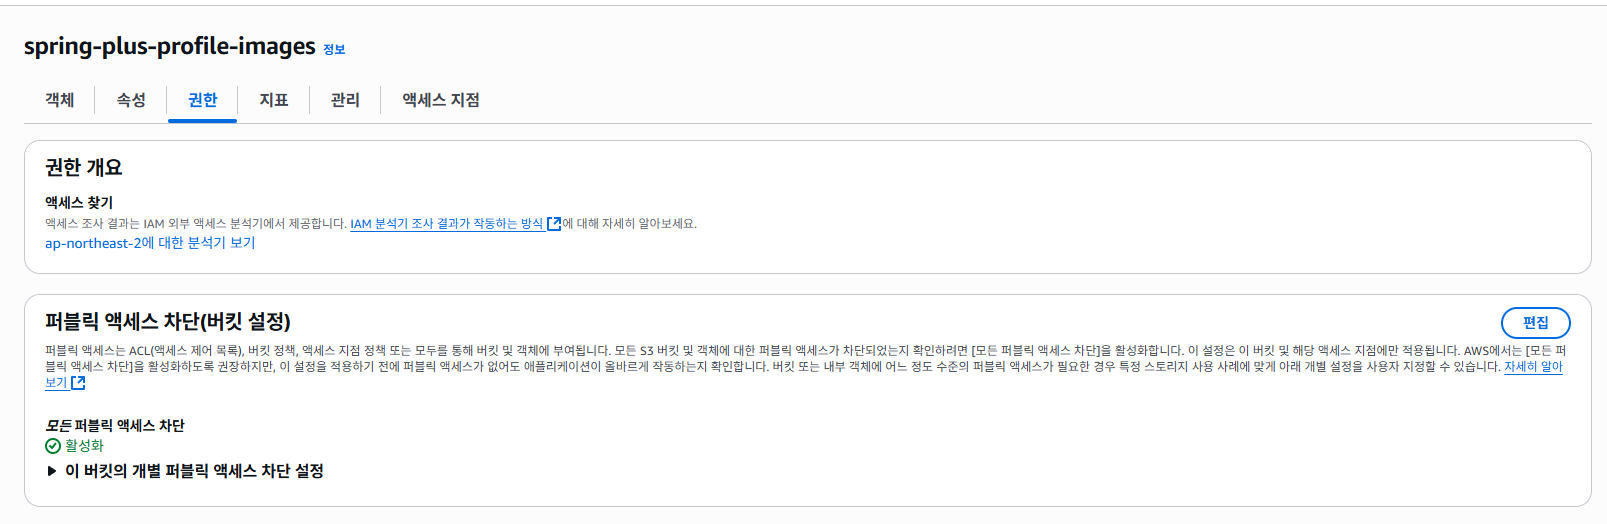 spring-plus-profile-images 정보
객체 속성 권한 지표 관리 액세스 지점
권한 개요
액세스 찾기
액세스 조사 결과는 IAM 외부 액세스 분석기에서 제공합니다. IAM 분석기 조사 결과가 작동하는 방식 에 대해 자세히 알아보세요.
ap-northeast-2에 대한 분석기 보기
퍼블릭 액세스 차단(버킷 설정)
편집
퍼블릭 액세스는 ACL(액세스 제어 목록), 버킷 정책, 액세스 지점 정책 또는 모두를 통해 버킷 및 객체에 부여됩니다. 모든 S3 버킷 및 객체에 대한 퍼블릭 액세스가 차단되었는지 확인하려면 [모든 퍼블릭 액세스 차단]을 활성화합니다. 이 설정은 이 버킷 및 해당 액세스 지점에만 적용됩니다. AWS에서는 [모든 퍼
블릭 액세스 차단]을 활성화하도록 권장하지만, 이 설정을 적용하기 전에 퍼블릭 액세스가 없어도 애플리케이션이 올바르게 작동하는지 확인합니다. 버킷 또는 내부 객체에 어느 정도 수준의 퍼블릭 액세스가 필요한 경우 특정 스토리지 사용 사례에 맞게 아래 개별 설정을 사용자 지정할 수 있습니다. 자세히 알아
보기
모든 퍼블릭 액세스 차단
활성화
이 버킷의 개별 퍼블릭 액세스 차단 설정